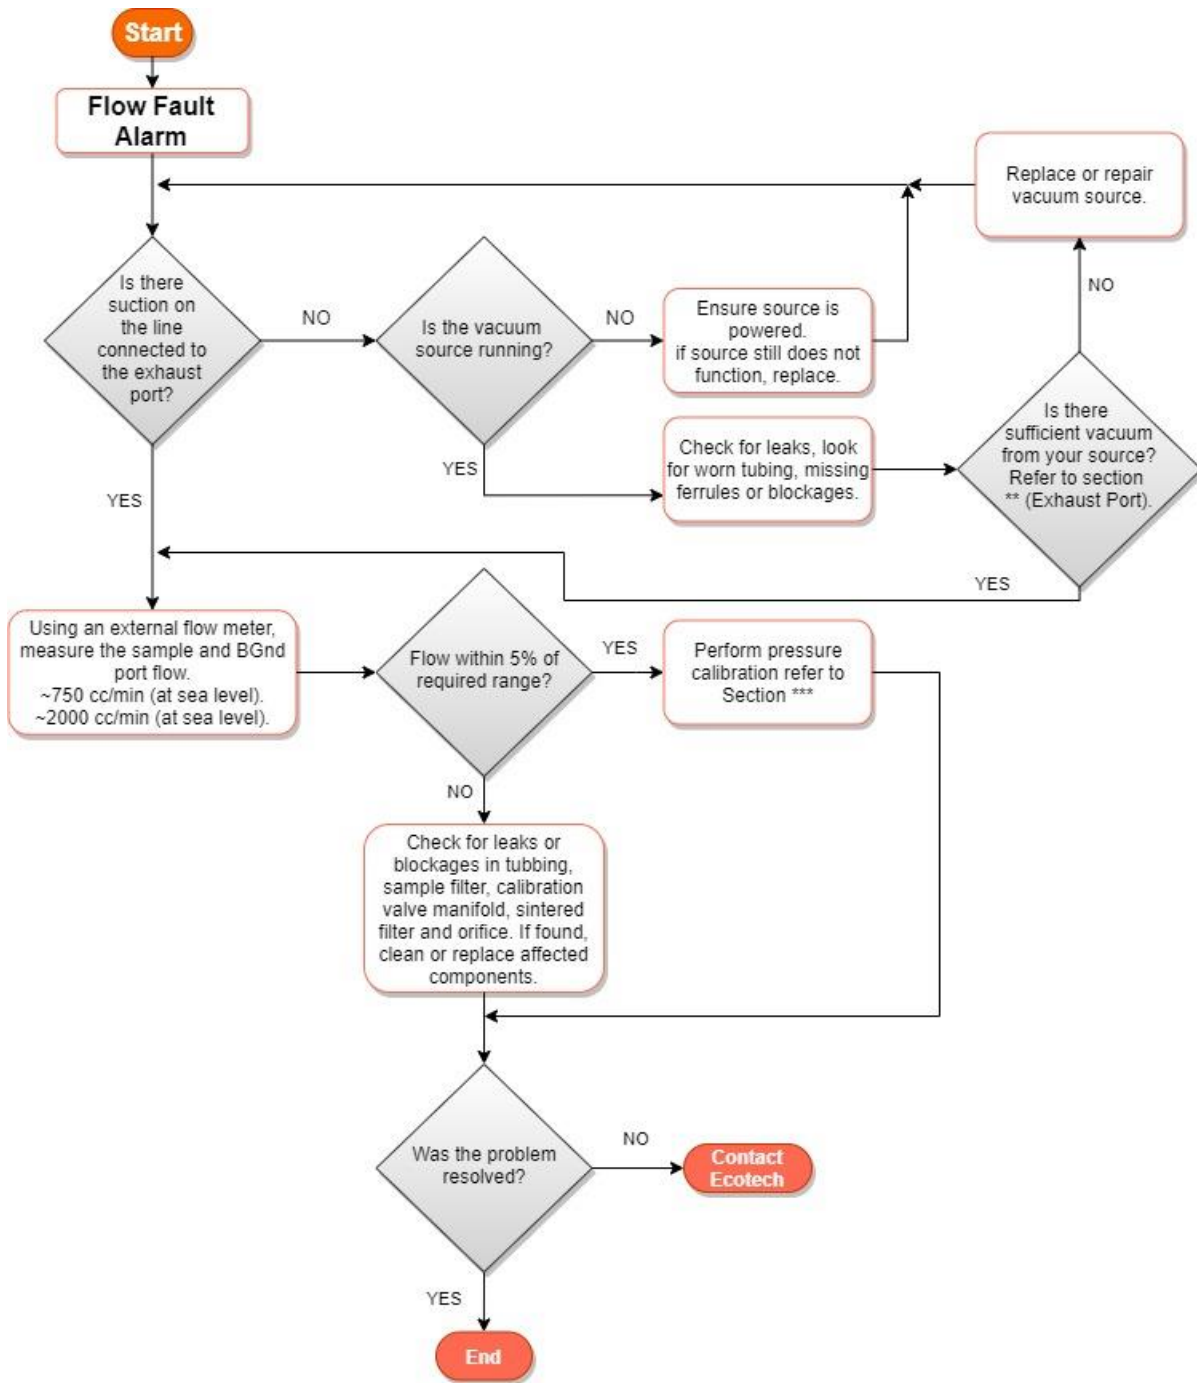 Start
Flow Fault
Alarm
Replace or repair
vacuum source.
NO
Is there
suction on
the line
connected to
the exhaust
port?
NO
Is the vacuum
source running?
NO
Ensure source is
powered.
if source still does not
function, replace.
YES
Check for leaks, look
for worn tubing, missing
ferrules or blockages.
Is there
sufficient vacuum
from your source?
Refer to section
** (Exhaust Port).
YES
YES
Using an external flow meter,
measure the sample and BGnd
port flow.
~750 cc/min (at sea level).
~2000 cc/min (at sea level).
Flow within 5% of
required range?
YES
Perform pressure
calibration refer to
Section ***
NO
Check for leaks or
blockages in tubbing,
sample filter, calibration
valve manifold, sintered
filter and orifice. If found,
clean or replace affected
components.
Was the problem
resolved?
NO
Contact
Ecotech
YES
End